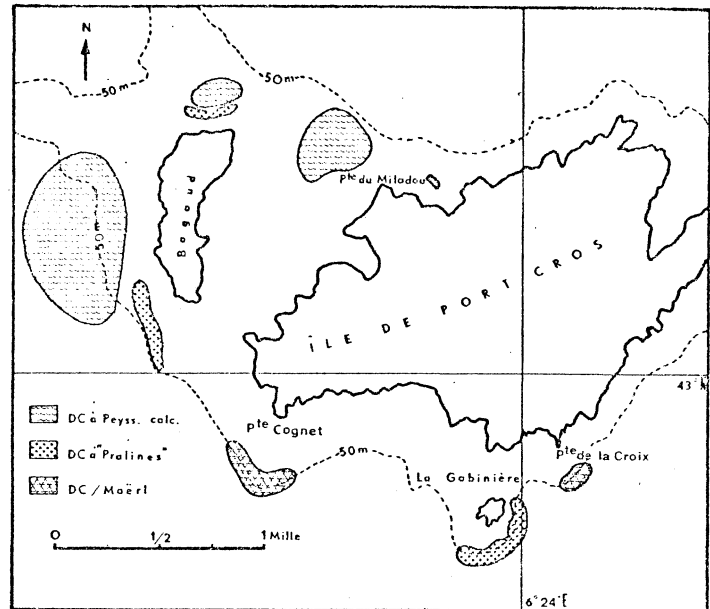 N
50m
50m
Pte du Miladou
Bagaud
50m
ÎLE DE PORT CROS
43° N
DC à Peyss. calc.
DC à "Pralines"
DC / Maërl
Pte Cognet
50m
Pte de la Croix
La Gabinière
0 1/2 1 Mille
6° 24' E